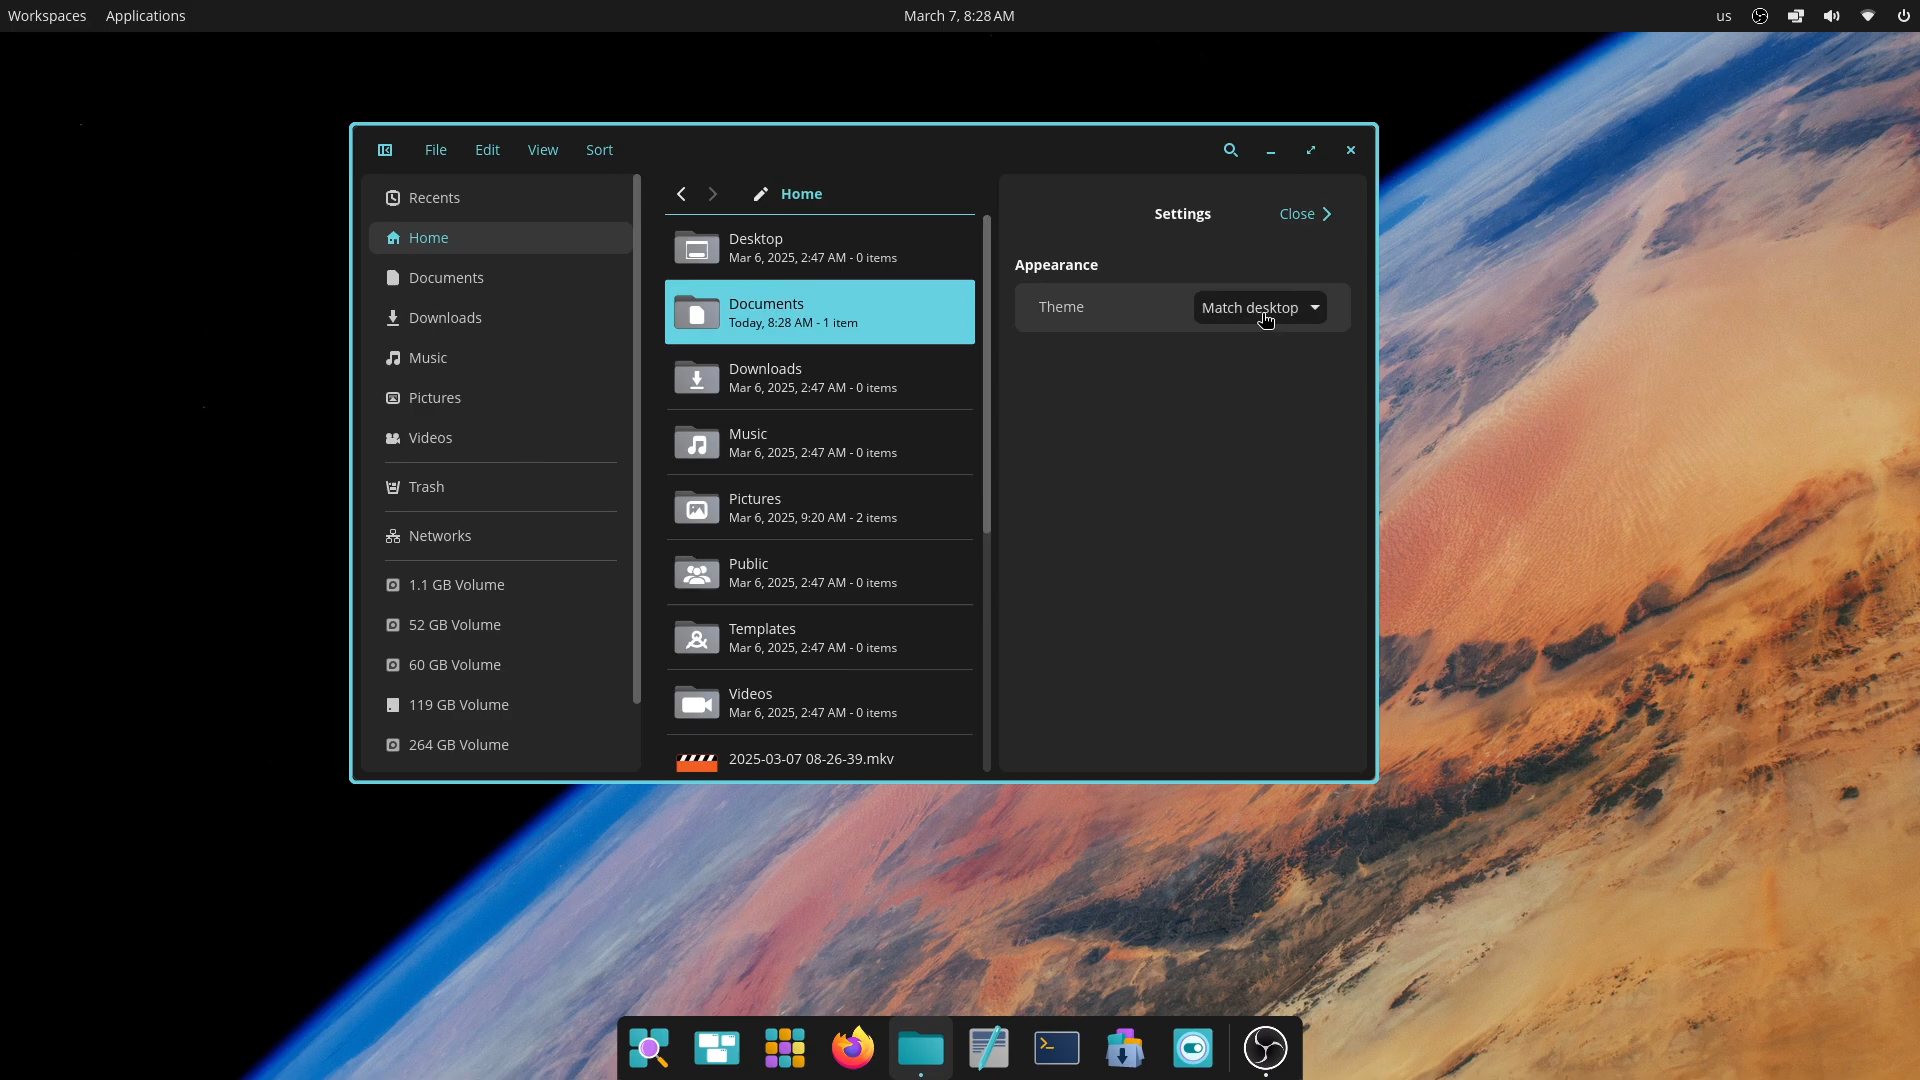 Workspaces Applications March 7, 8:28 AM us
File Edit View Sort
Recents
Home
Documents
Downloads
Music
Pictures
Videos
Trash
Networks
1.1 GB Volume
52 GB Volume
60 GB Volume
119 GB Volume
264 GB Volume
Home
Desktop
Mar 6, 2025, 2:47 AM - 0 items
Documents
Today, 8:28 AM - 1 item
Downloads
Mar 6, 2025, 2:47 AM - 0 items
Music
Mar 6, 2025, 2:47 AM - 0 items
Pictures
Mar 6, 2025, 9:20 AM - 2 items
Public
Mar 6, 2025, 2:47 AM - 0 items
Templates
Mar 6, 2025, 2:47 AM - 0 items
Videos
Mar 6, 2025, 2:47 AM - 0 items
2025-03-07 08-26-39.mkv
Settings Close
Appearance
Theme Match desktop